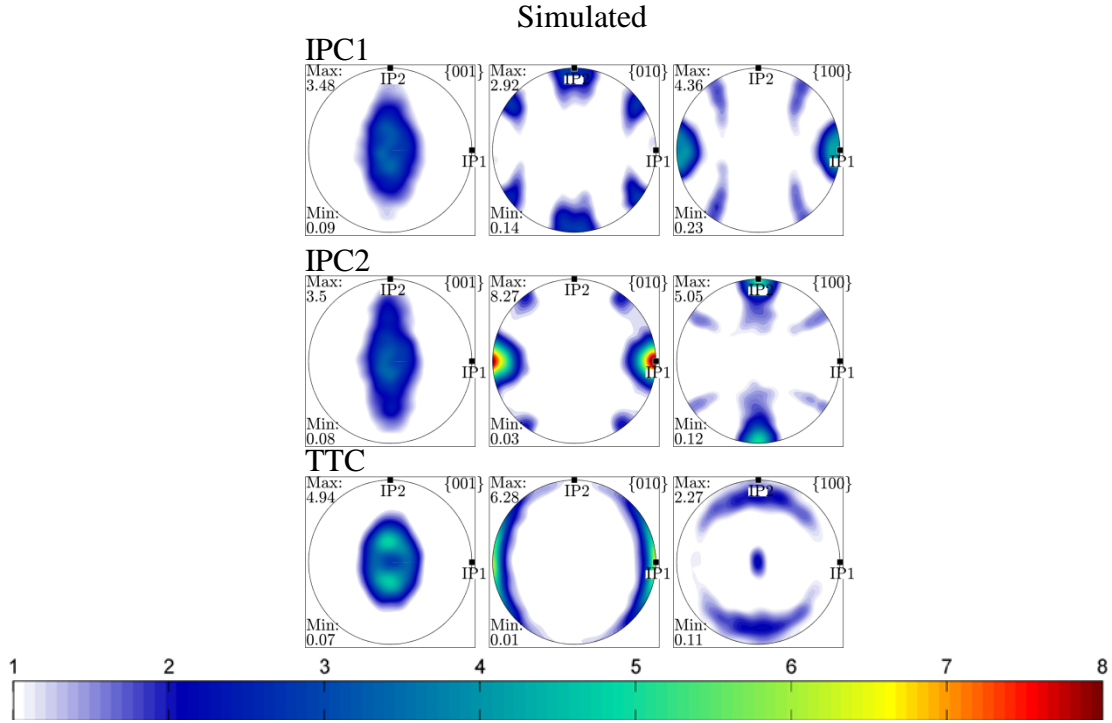 Simulated
IPC1
Max: 3.48 IP2 {001} IP1 Min: 0.09
Max: 2.92 IP2 {010} IP1 Min: 0.14
Max: 4.36 IP2 {100} IP1 Min: 0.23
IPC2
Max: 3.5 IP2 {001} IP1 Min: 0.08
Max: 8.27 IP2 {010} IP1 Min: 0.03
Max: 5.05 IP2 {100} IP1 Min: 0.12
TTC
Max: 4.94 IP2 {001} IP1 Min: 0.07
Max: 6.28 IP2 {010} IP1 Min: 0.01
Max: 2.27 IP2 {100} IP1 Min: 0.11
1 2 3 4 5 6 7 8